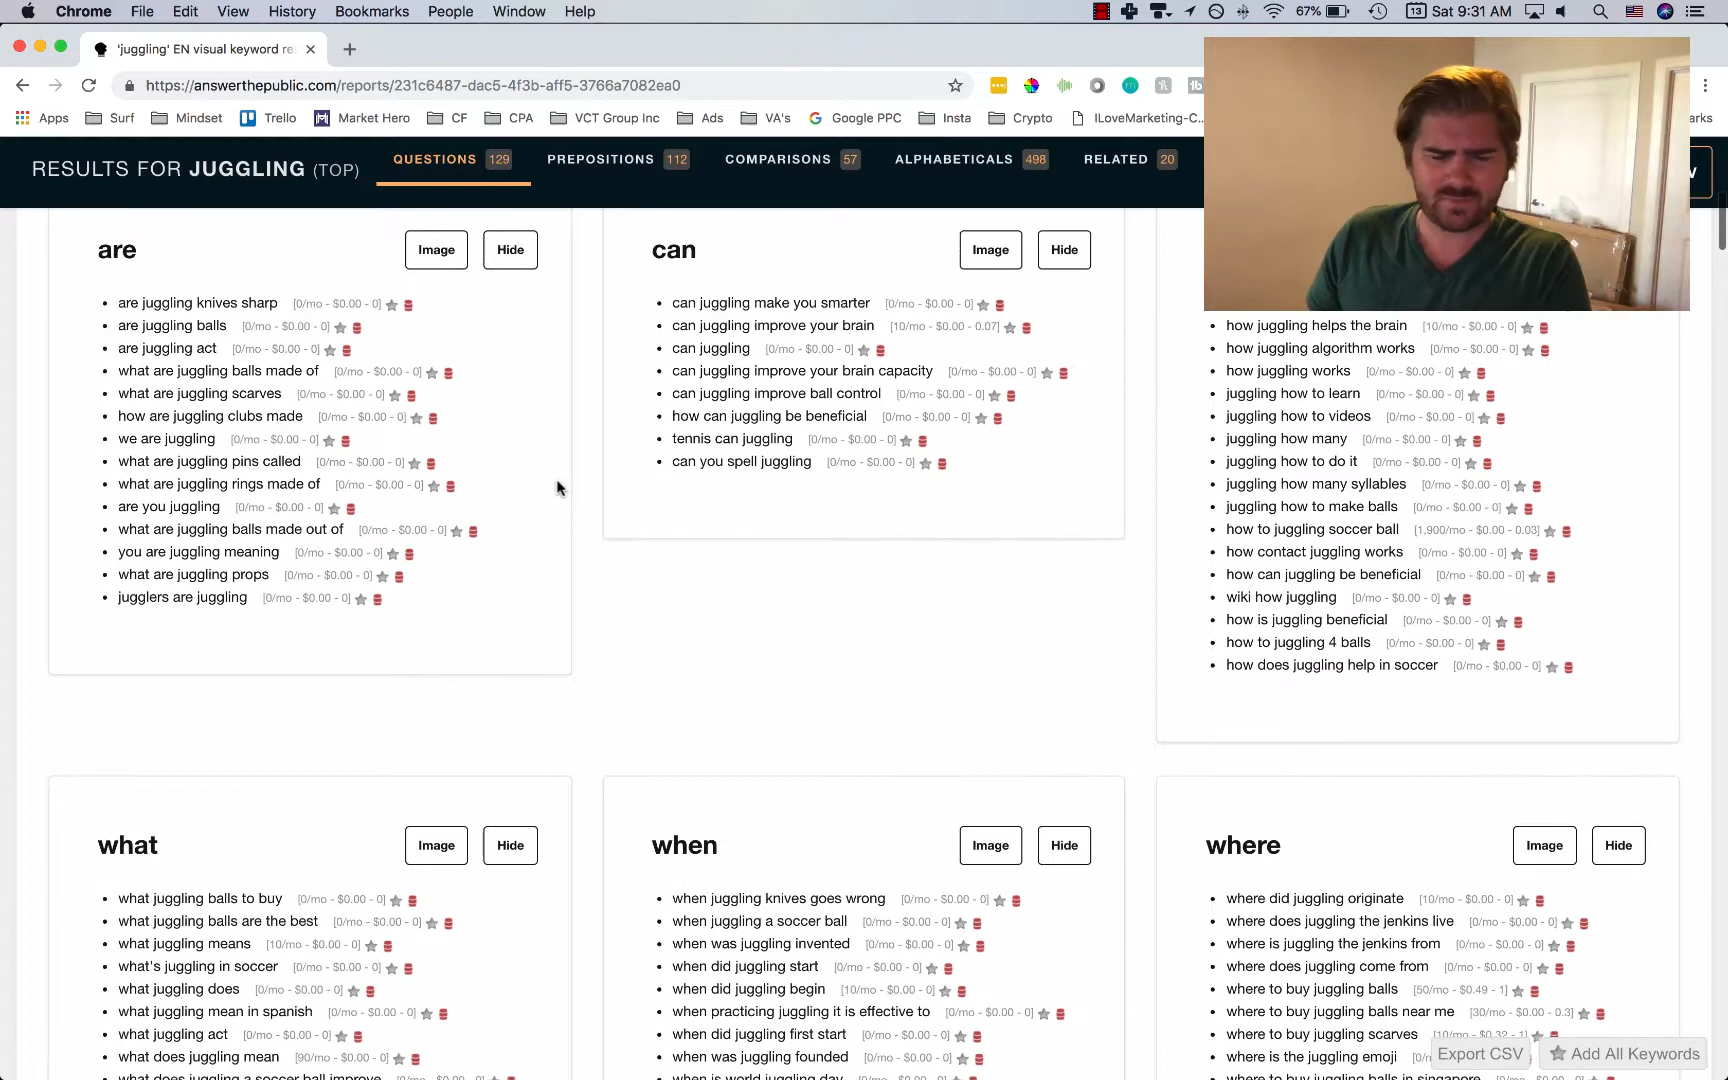 Chrome File Edit View History Bookmarks People Window Help 67% 13 Sat 9:31 AM
'juggling' EN visual keyword re
https://answerthepublic.com/reports/231c6487-dac5-4f3b-aff5-3766a7082ea0
Apps Surf Mindset Trello Market Hero CF CPA VCT Group Inc Ads VA's Google PPC Insta Crypto ILoveMarketing-C...
RESULTS FOR JUGGLING (TOP) QUESTIONS 129 PREPOSITIONS 112 COMPARISONS 57 ALPHABETICALS 498 RELATED 20
are Image Hide
are juggling knives sharp [0/mo - $0.00 - 0]
are juggling balls [0/mo - $0.00 - 0]
are juggling act [0/mo - $0.00 - 0]
what are juggling balls made of [0/mo - $0.00 - 0]
what are juggling scarves [0/mo - $0.00 - 0]
how are juggling clubs made [0/mo - $0.00 - 0]
we are juggling [0/mo - $0.00 - 0]
what are juggling pins called [0/mo - $0.00 - 0]
what are juggling rings made of [0/mo - $0.00 - 0]
are you juggling [0/mo - $0.00 - 0]
what are juggling balls made out of [0/mo - $0.00 - 0]
you are juggling meaning [0/mo - $0.00 - 0]
what are juggling props [0/mo - $0.00 - 0]
jugglers are juggling [0/mo - $0.00 - 0]
can Image Hide
can juggling make you smarter [0/mo - $0.00 - 0]
can juggling improve your brain [10/mo - $0.00 - 0.07]
can juggling [0/mo - $0.00 - 0]
can juggling improve your brain capacity [0/mo - $0.00 - 0]
can juggling improve ball control [0/mo - $0.00 - 0]
how can juggling be beneficial [0/mo - $0.00 - 0]
tennis can juggling [0/mo - $0.00 - 0]
can you spell juggling [0/mo - $0.00 - 0]
how juggling helps the brain [10/mo - $0.00 - 0]
how juggling algorithm works [0/mo - $0.00 - 0]
how juggling works [0/mo - $0.00 - 0]
juggling how to learn [0/mo - $0.00 - 0]
juggling how to videos [0/mo - $0.00 - 0]
juggling how many [0/mo - $0.00 - 0]
juggling how to do it [0/mo - $0.00 - 0]
juggling how many syllables [0/mo - $0.00 - 0]
juggling how to make balls [0/mo - $0.00 - 0]
how to juggling soccer ball [1,900/mo - $0.00 - 0.03]
how contact juggling works [0/mo - $0.00 - 0]
how can juggling be beneficial [0/mo - $0.00 - 0]
wiki how juggling [0/mo - $0.00 - 0]
how is juggling beneficial [0/mo - $0.00 - 0]
how to juggling 4 balls [0/mo - $0.00 - 0]
how does juggling help in soccer [0/mo - $0.00 - 0]
what Image Hide
what juggling balls to buy [0/mo - $0.00 - 0]
what juggling balls are the best [0/mo - $0.00 - 0]
what juggling means [10/mo - $0.00 - 0]
what's juggling in soccer [0/mo - $0.00 - 0]
what juggling does [0/mo - $0.00 - 0]
what juggling mean in spanish [0/mo - $0.00 - 0]
what juggling act [0/mo - $0.00 - 0]
what does juggling mean [90/mo - $0.00 - 0]
what does juggling a soccer ball improve
when Image Hide
when juggling knives goes wrong [0/mo - $0.00 - 0]
when juggling a soccer ball [0/mo - $0.00 - 0]
when was juggling invented [0/mo - $0.00 - 0]
when did juggling start [0/mo - $0.00 - 0]
when did juggling begin [10/mo - $0.00 - 0]
when practicing juggling it is effective to [0/mo - $0.00 - 0]
when did juggling first start [0/mo - $0.00 - 0]
when was juggling founded [0/mo - $0.00 - 0]
when is world juggling day
where Image Hide
where did juggling originate [10/mo - $0.00 - 0]
where does juggling the jenkins live [0/mo - $0.00 - 0]
where is juggling the jenkins from [0/mo - $0.00 - 0]
where does juggling come from [0/mo - $0.00 - 0]
where to buy juggling balls [50/mo - $0.49 - 1]
where to buy juggling balls near me [30/mo - $0.00 - 0.3]
where to buy juggling scarves [10/mo - $0.32 - 1]
where is the juggling emoji
where to buy juggling balls in singapore
Export CSV Add All Keywords